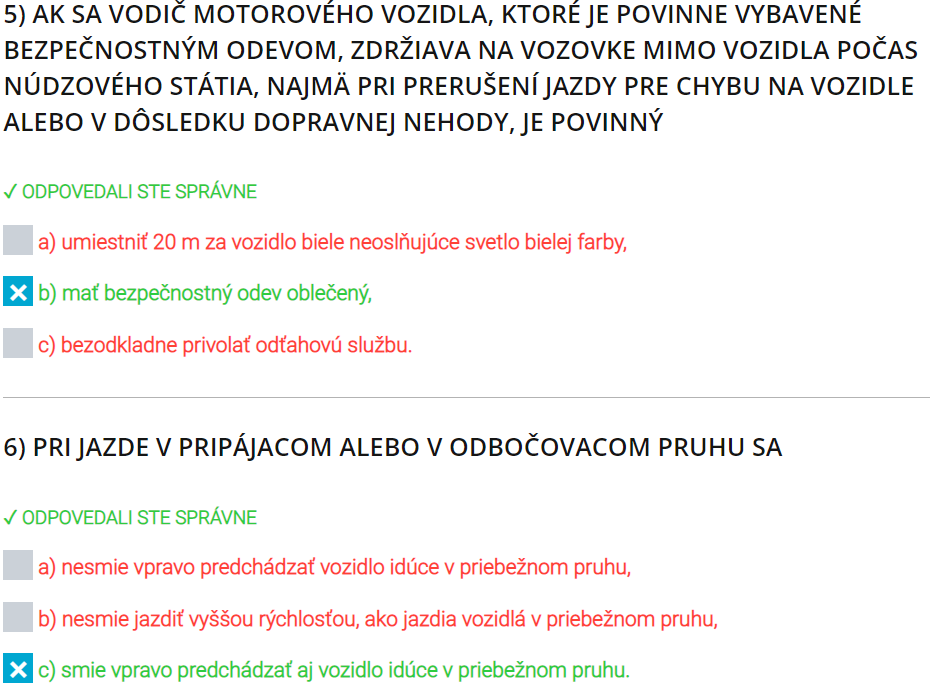 5) AK SA VODIČ MOTOROVÉHO VOZIDLA, KTORÉ JE POVINNE VYBAVENÉ
BEZPEČNOSTNÝM ODEVOM, ZDRŽIAVA NA VOZOVKE MIMO VOZIDLA POČAS
NÚDZOVÉHO STÁTIA, NAJMÄ PRI PRERUŠENÍ JAZDY PRE CHYBU NA VOZIDLE
ALEBO V DÔSLEDKU DOPRAVNEJ NEHODY, JE POVINNÝ
✓ ODPOVEDALI STE SPRÁVNE
a) umiestniť 20 m za vozidlo biele neoslňujúce svetlo bielej farby,
b) mať bezpečnostný odev oblečený,
c) bezodkladne privolať odťahovú službu.
6) PRI JAZDE V PRIPÁJACOM ALEBO V ODBOČOVACOM PRUHU SA
✓ ODPOVEDALI STE SPRÁVNE
a) nesmie vpravo predchádzať vozidlo idúce v priebežnom pruhu,
b) nesmie jazdiť vyššou rýchlosťou, ako jazdia vozidlá v priebežnom pruhu,
c) smie vpravo predchádzať aj vozidlo idúce v priebežnom pruhu.